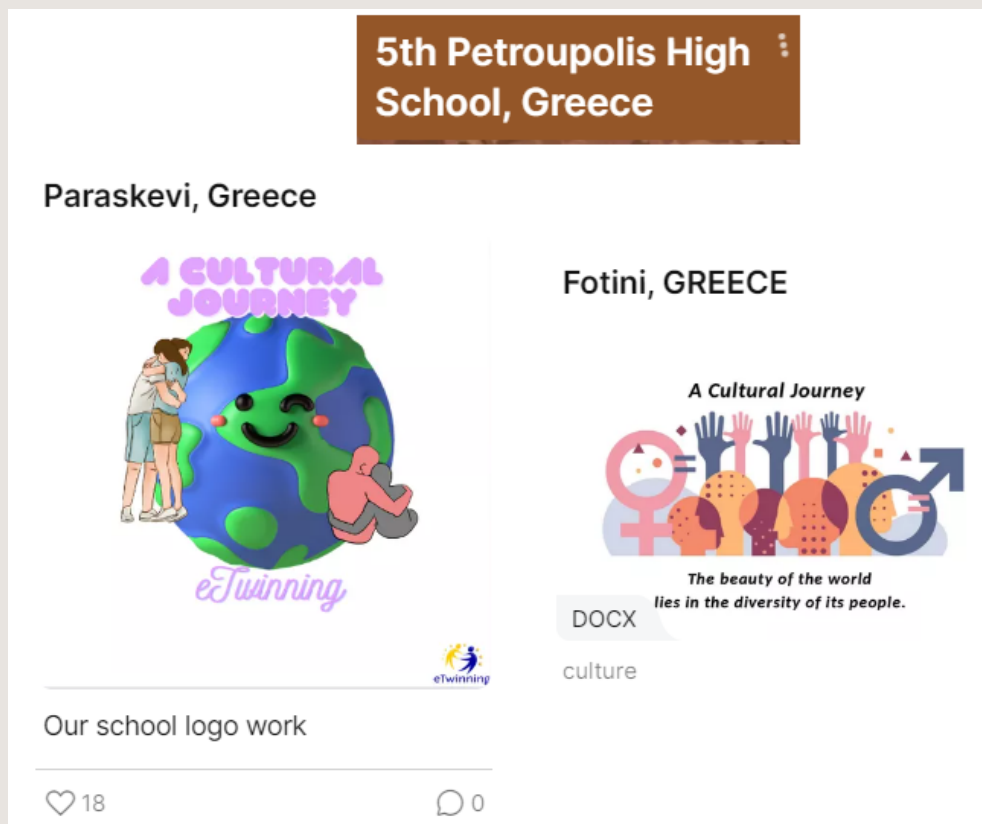 5th Petroupolis High
School, Greece
Paraskevi, Greece
A CULTURAL
JOURNEY
eTwinning
eTwinning
Our school logo work
18
0
Fotini, GREECE
A Cultural Journey
The beauty of the world
lies in the diversity of its people.
DOCX
culture